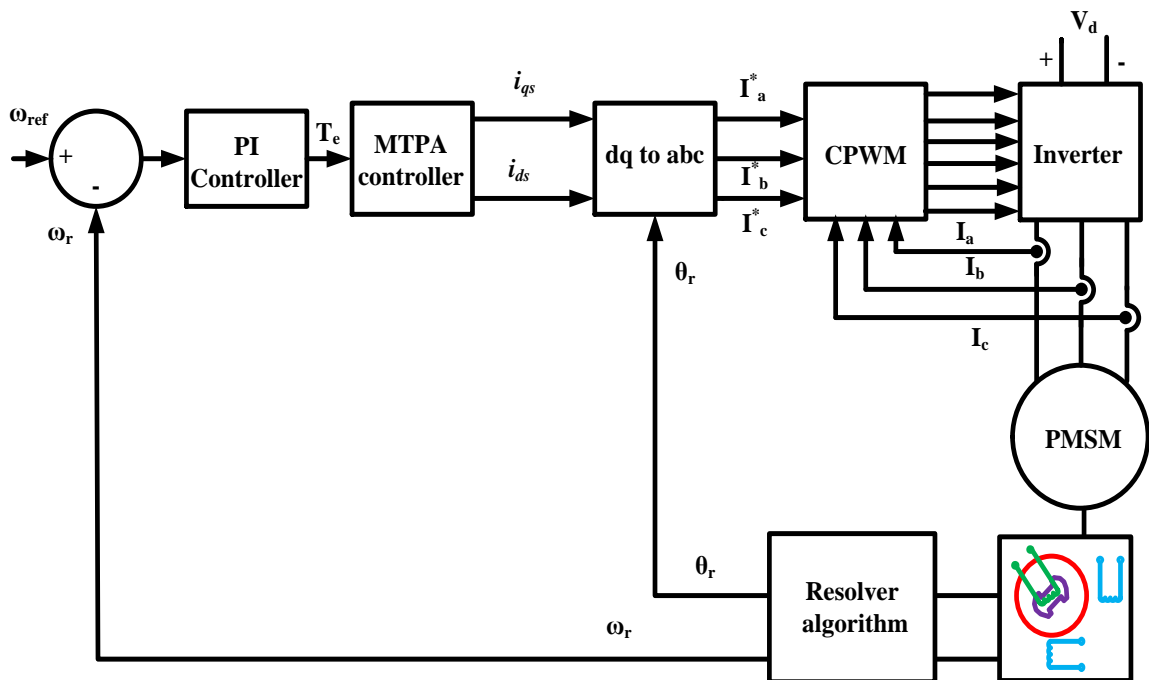 V_d
+ -
ω_ref
+
-
ω_r
PI
Controller
T_e
MTPA
controller
i_qs
i_ds
dq to abc
I*_a
I*_b
I*_c
CPWM
Inverter
I_a
I_b
I_c
θ_r
PMSM
θ_r
ω_r
Resolver
algorithm